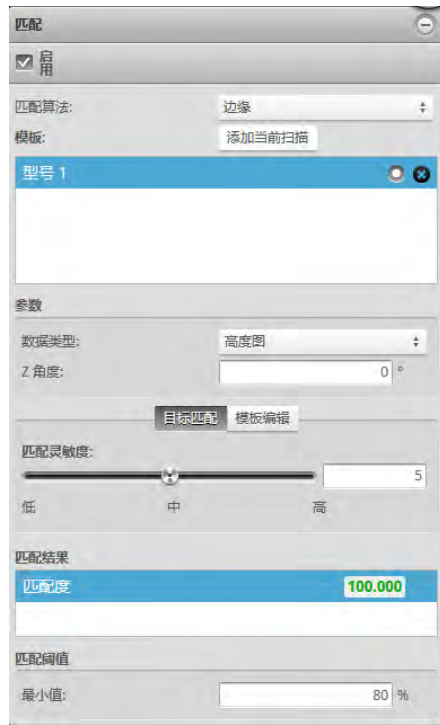 匹配
启
用
匹配算法: 边缘
模板: 添加当前扫描
型号 1
参数
数据类型: 高度图
Z 角度: 0 °
目标匹配 模板编辑
匹配灵敏度:
5
低 中 高
匹配结果
匹配度 100.000
匹配阈值
最小值: 80 %